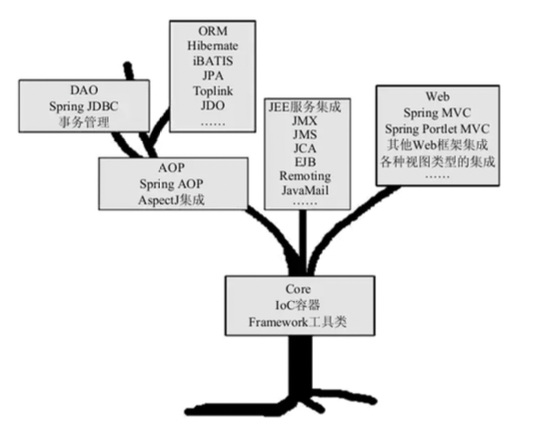 ORM
Hibernate
iBATIS
JPA
Toplink
JDO
……
DAO
Spring JDBC
事务管理
AOP
Spring AOP
AspectJ集成
JEE服务集成
JMX
JMS
JCA
EJB
Remoting
JavaMail
……
Web
Spring MVC
Spring Portlet MVC
其他Web框架集成
各种视图类型的集成
……
Core
IoC容器
Framework工具类